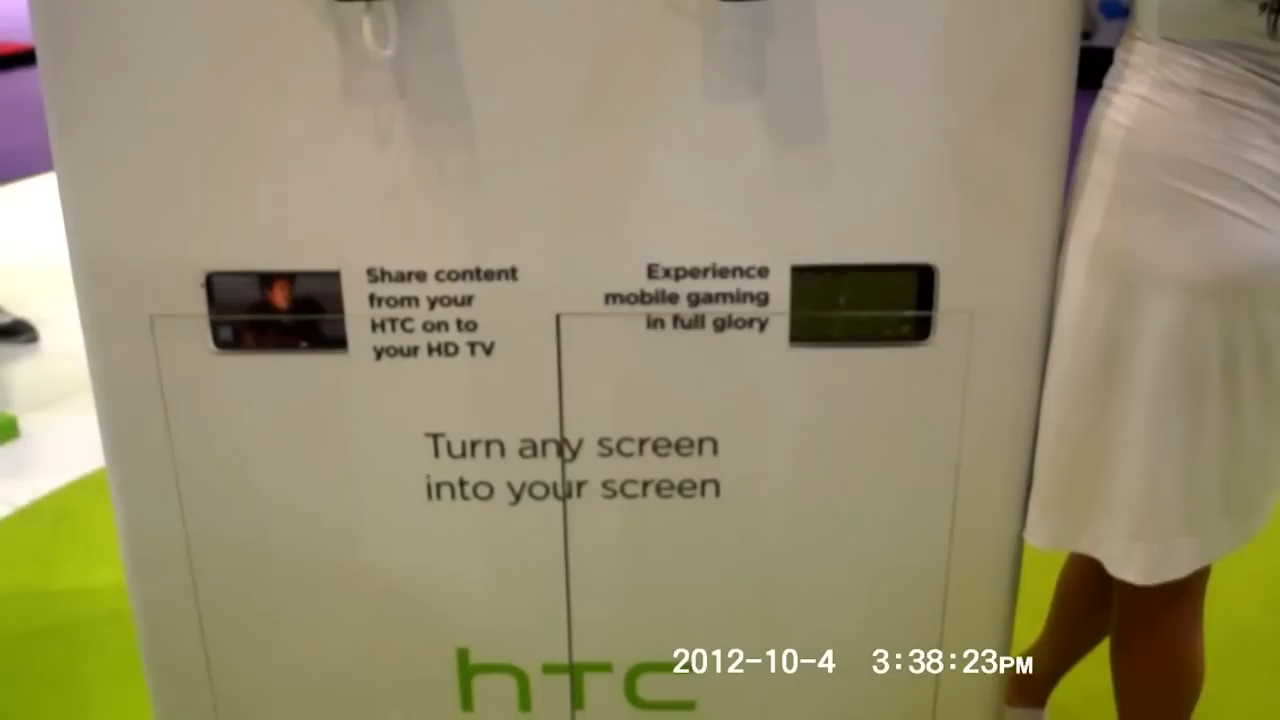 Share content
from your
HTC on to
your HD TV
Experience
mobile gaming
in full glory
Turn any screen
into your screen
hTC
2012-10-4 3:38:23PM